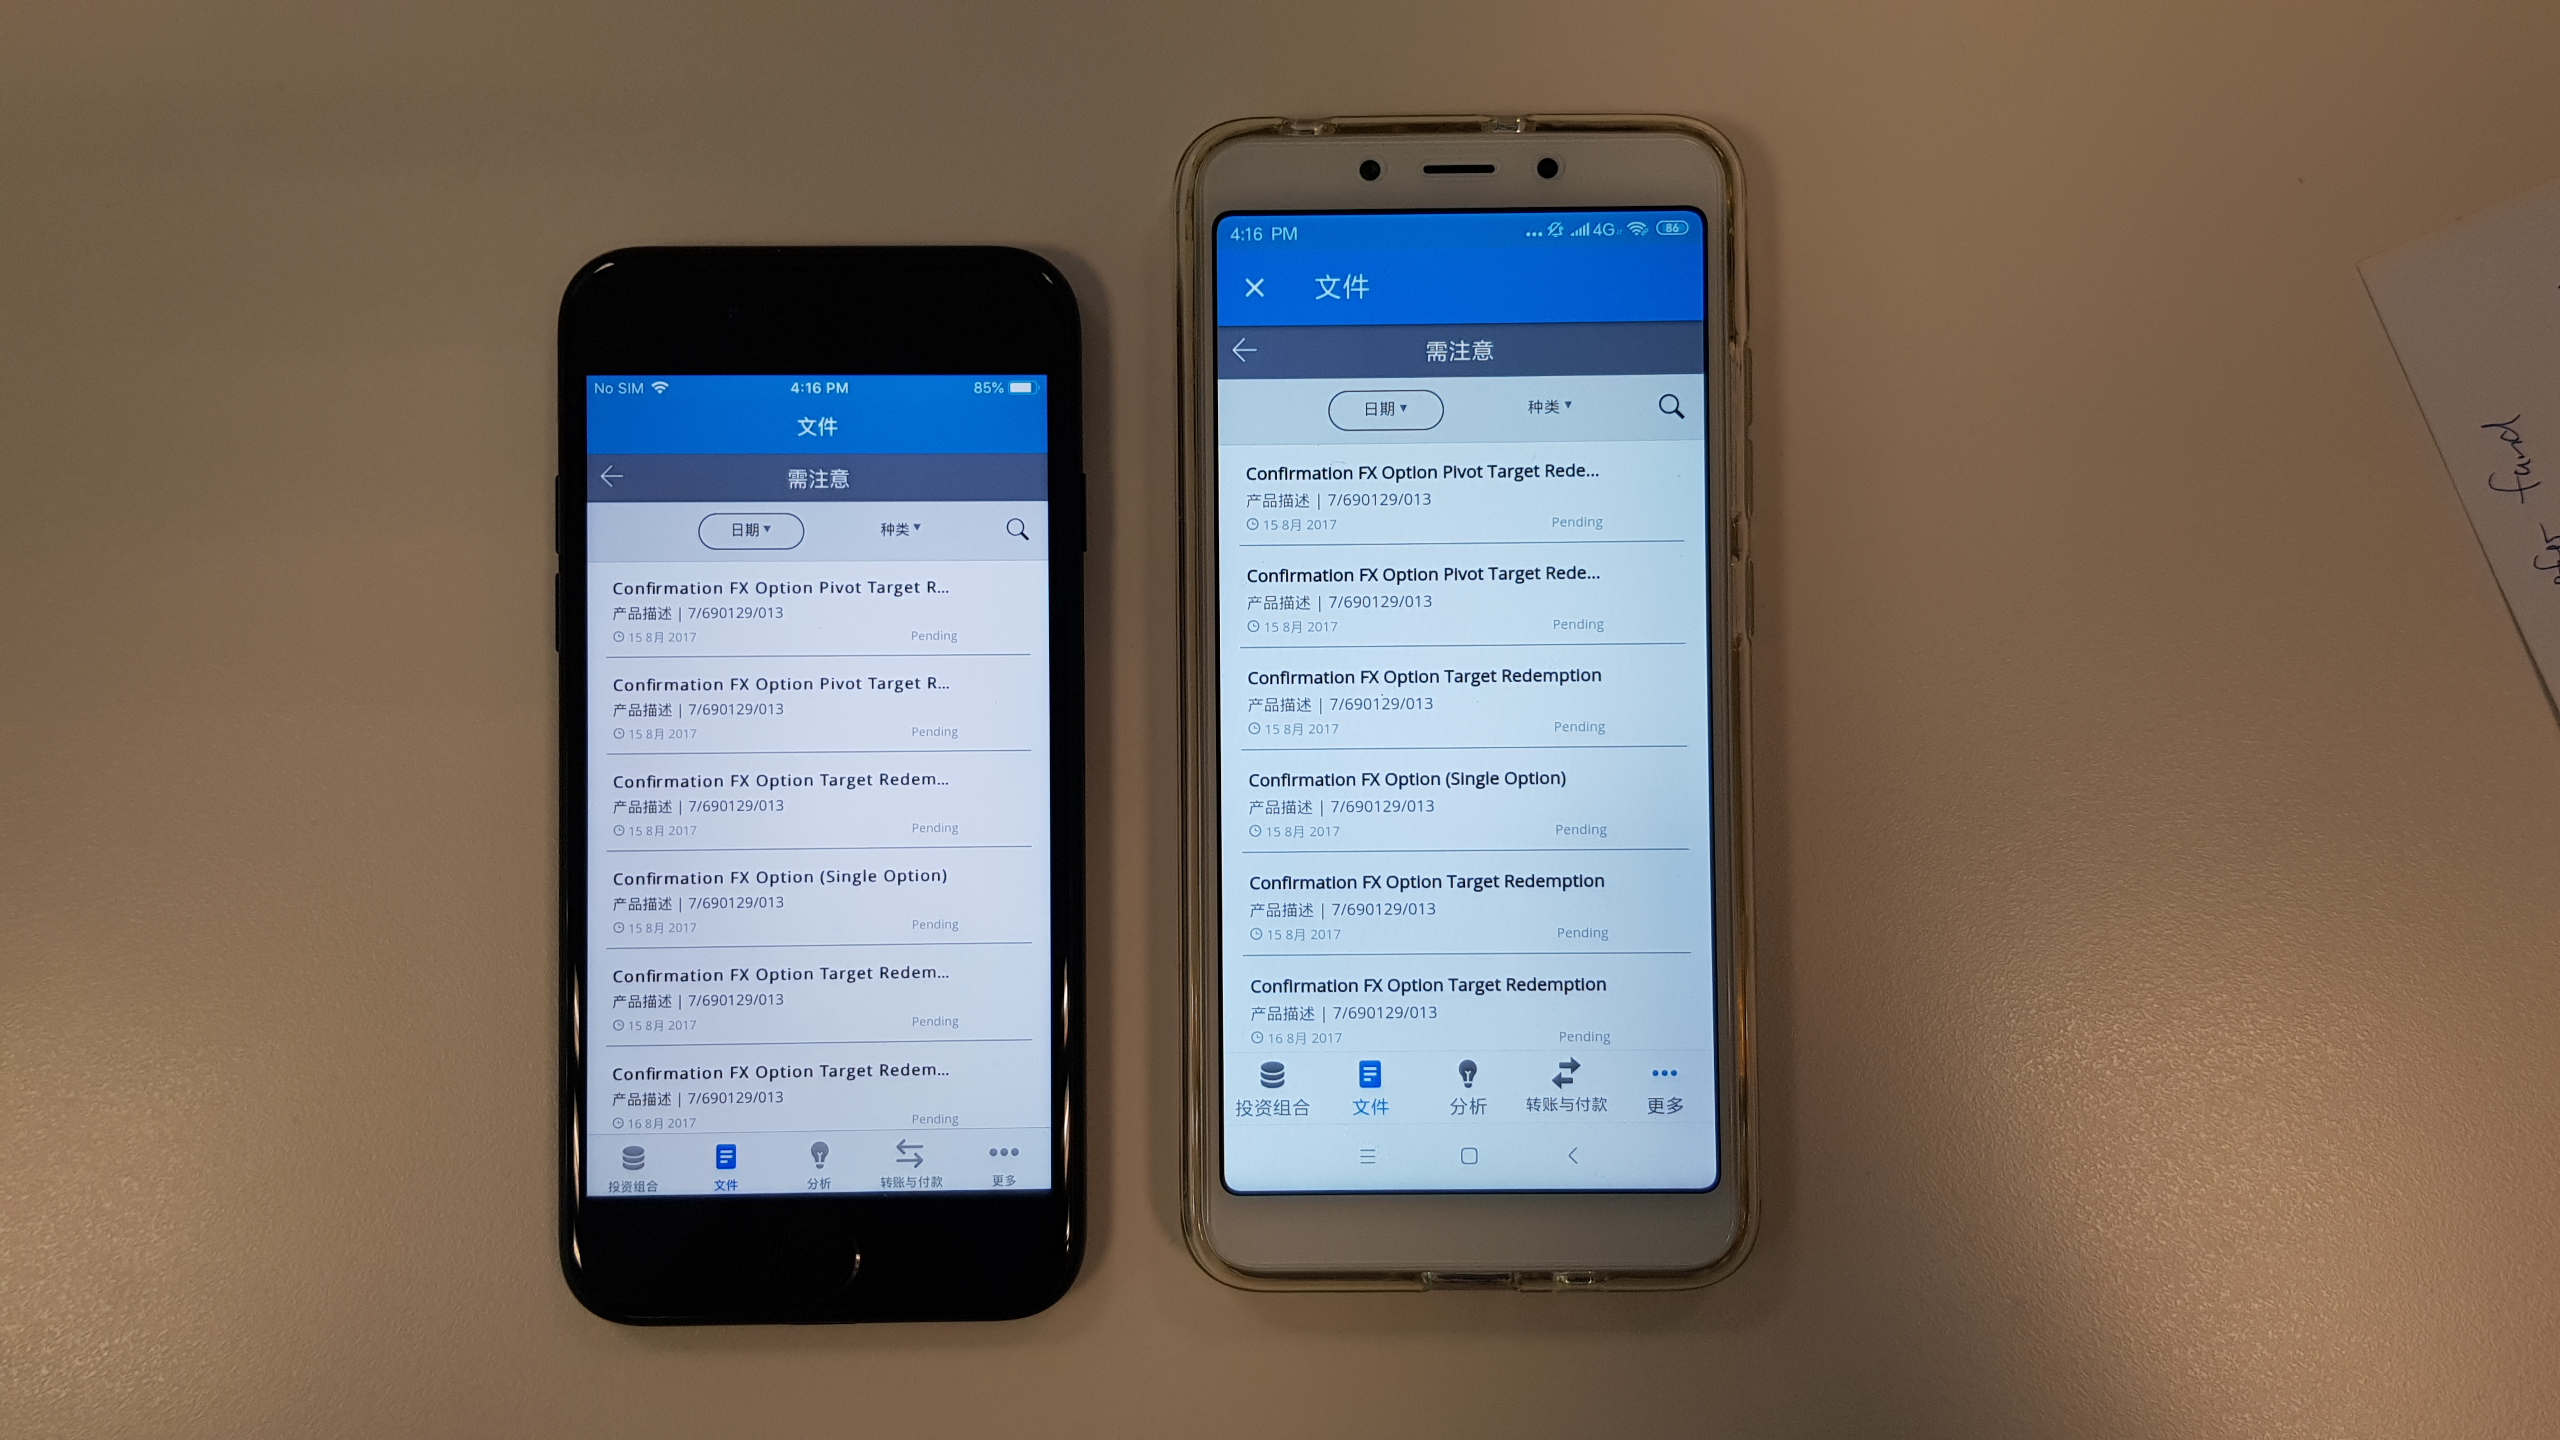 No SIM 4:16 PM 85%
文件
需注意
日期▾ 种类▾
Confirmation FX Option Pivot Target R...
产品描述 | 7/690129/013
15 8月 2017 Pending
Confirmation FX Option Pivot Target R...
产品描述 | 7/690129/013
15 8月 2017 Pending
Confirmation FX Option Target Redem...
产品描述 | 7/690129/013
15 8月 2017 Pending
Confirmation FX Option (Single Option)
产品描述 | 7/690129/013
15 8月 2017 Pending
Confirmation FX Option Target Redem...
产品描述 | 7/690129/013
15 8月 2017 Pending
Confirmation FX Option Target Redem...
产品描述 | 7/690129/013
16 8月 2017 Pending
投资组合 文件 分析 转账与付款 更多
4:16 PM ... 4G 86
文件
需注意
日期▾ 种类▾
Confirmation FX Option Pivot Target Rede...
产品描述 | 7/690129/013
15 8月 2017 Pending
Confirmation FX Option Pivot Target Rede...
产品描述 | 7/690129/013
15 8月 2017 Pending
Confirmation FX Option Target Redemption
产品描述 | 7/690129/013
15 8月 2017 Pending
Confirmation FX Option (Single Option)
产品描述 | 7/690129/013
15 8月 2017 Pending
Confirmation FX Option Target Redemption
产品描述 | 7/690129/013
15 8月 2017 Pending
Confirmation FX Option Target Redemption
产品描述 | 7/690129/013
16 8月 2017 Pending
投资组合 文件 分析 转账与付款 更多
fund